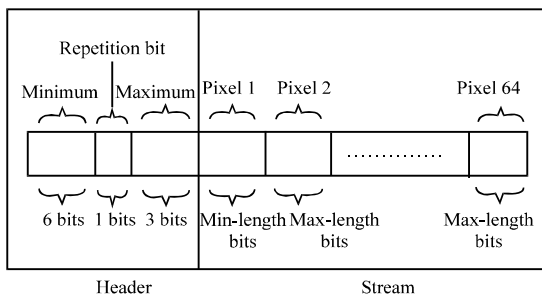 Repetition bit
Minimum
Maximum
Pixel 1
Pixel 2
Pixel 64
....................
6 bits
1 bits
3 bits
Min-length
bits
Max-length
bits
Max-length
bits
Header
Stream